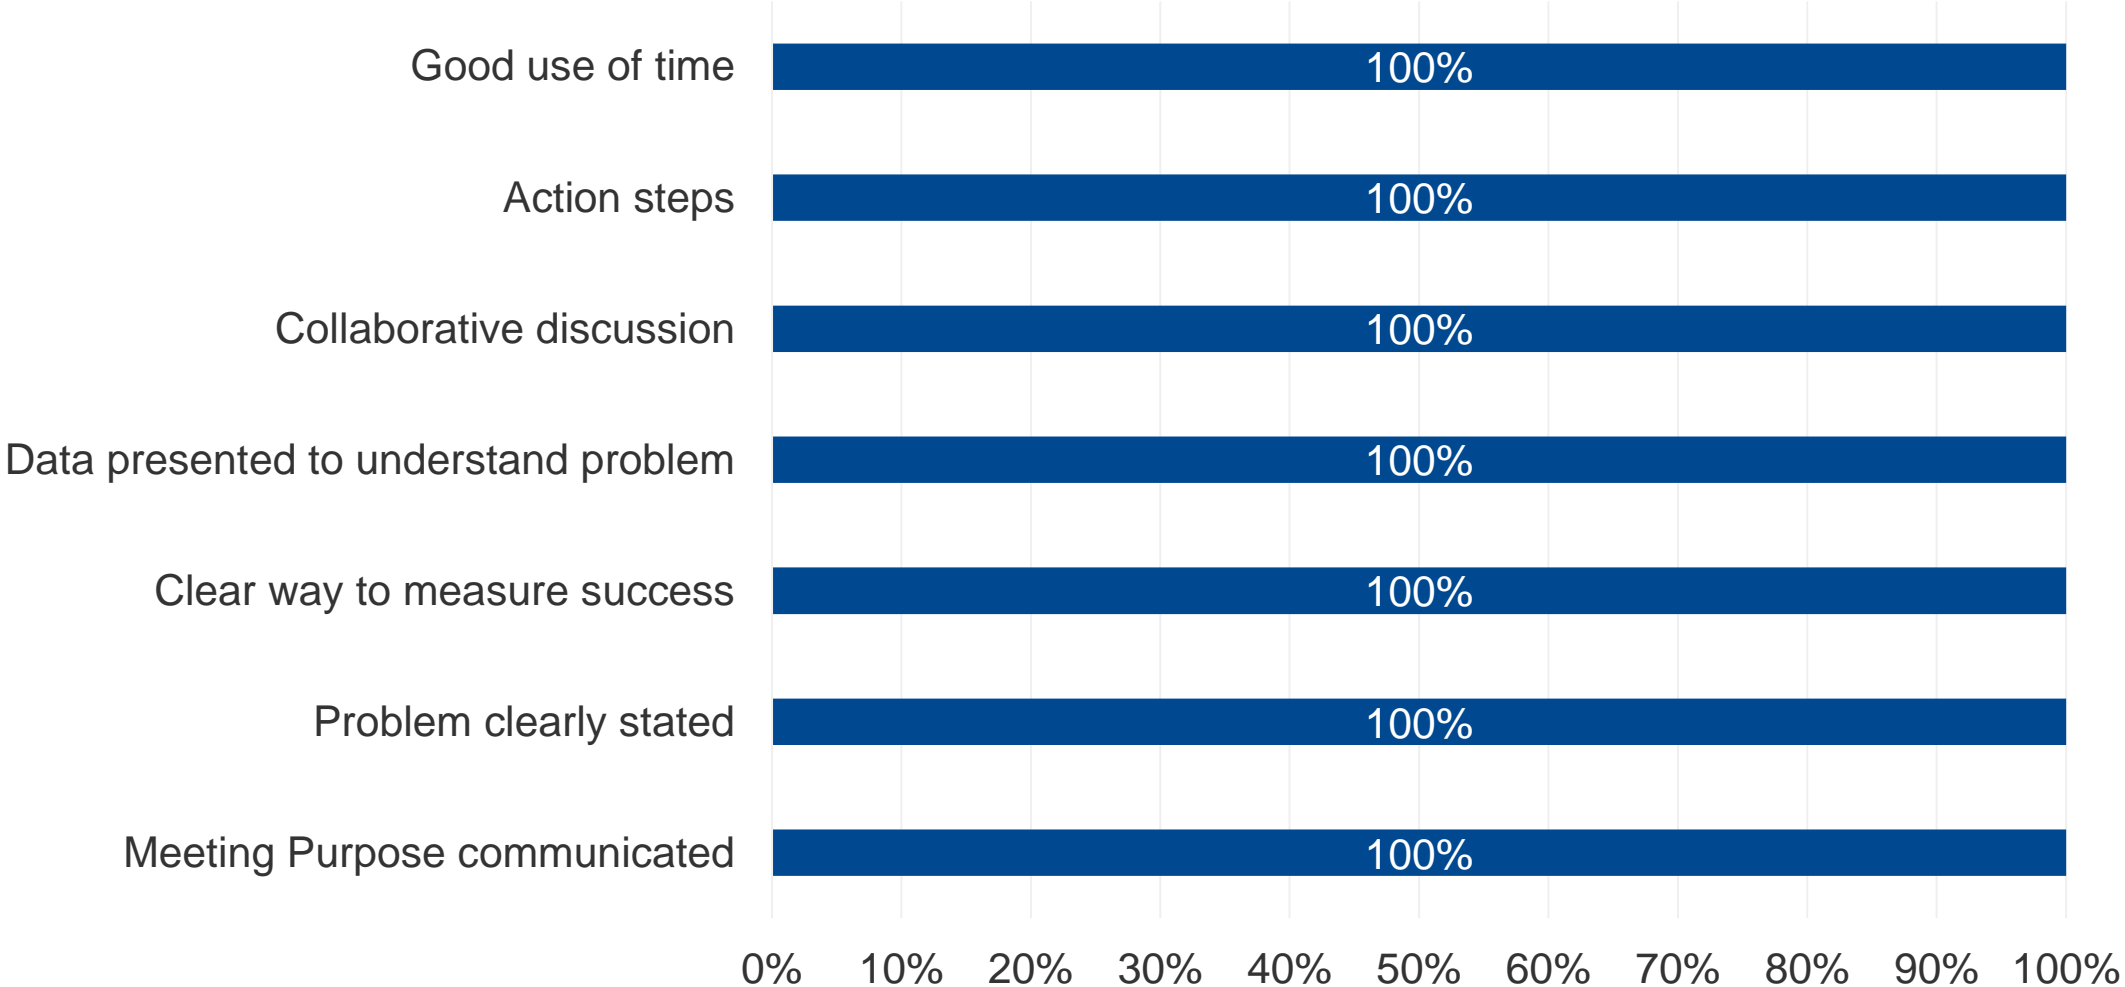 Good use of time 100%
Action steps 100%
Collaborative discussion 100%
Data presented to understand problem 100%
Clear way to measure success 100%
Problem clearly stated 100%
Meeting Purpose communicated 100%
0% 10% 20% 30% 40% 50% 60% 70% 80% 90% 100%